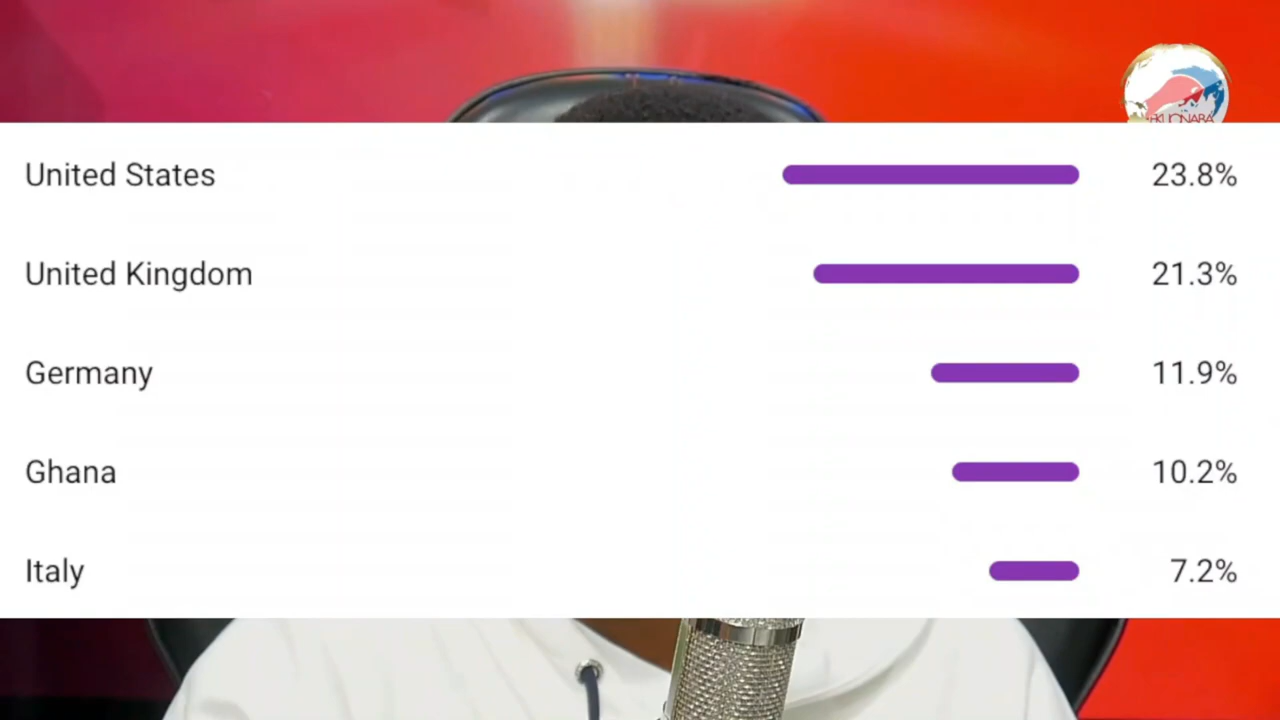 United States 23.8%
United Kingdom 21.3%
Germany 11.9%
Ghana 10.2%
Italy 7.2%